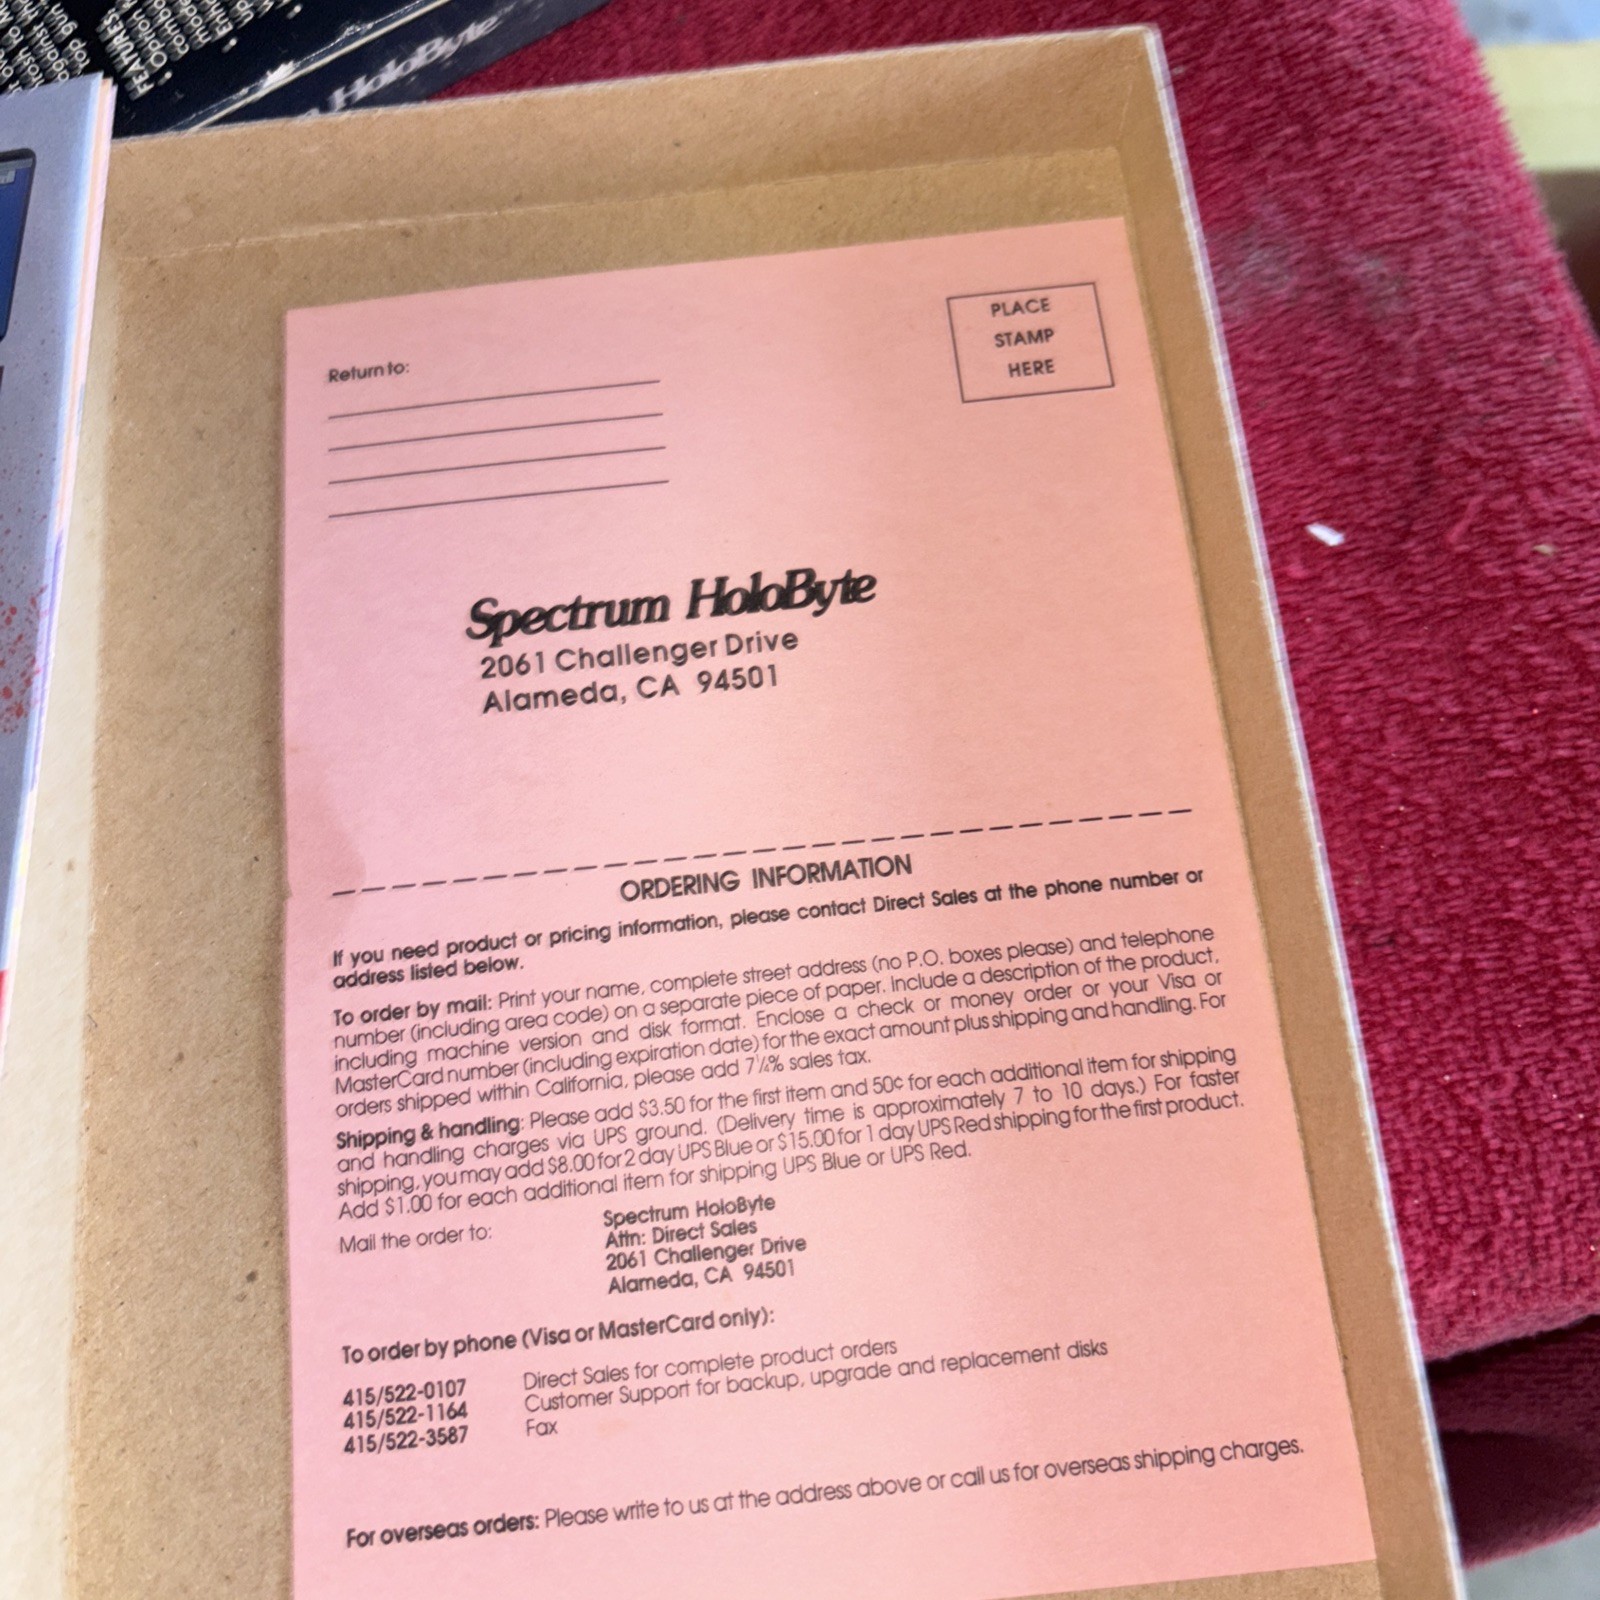 FEATURES
HoloByte™
PLACE
STAMP
HERE
Return to:
Spectrum HoloByte
2061 Challenger Drive
Alameda, CA 94501
ORDERING INFORMATION
If you need product or pricing information, please contact Direct Sales at the phone number or
address listed below.
To order by mail: Print your name, complete street address (no P.O. boxes please) and telephone
number (including area code) on a separate piece of paper. Include a description of the product,
including machine version and disk format. Enclose a check or money order or your Visa or
MasterCard number (including expiration date) for the exact amount plus shipping and handling. For
orders shipped within California, please add 7¼% sales tax.
Shipping & handling: Please add $3.50 for the first item and 50¢ for each additional item for shipping
and handling charges via UPS ground. (Delivery time is approximately 7 to 10 days.) For faster
shipping, you may add $8.00 for 2 day UPS Blue or $15.00 for 1 day UPS Red shipping for the first product.
Add $1.00 for each additional item for shipping UPS Blue or UPS Red.
Mail the order to:
Spectrum HoloByte
Attn: Direct Sales
2061 Challenger Drive
Alameda, CA 94501
To order by phone (Visa or MasterCard only):
415/522-0107 Direct Sales for complete product orders
415/522-1164 Customer Support for backup, upgrade and replacement disks
415/522-3587 Fax
For overseas orders: Please write to us at the address above or call us for overseas shipping charges.